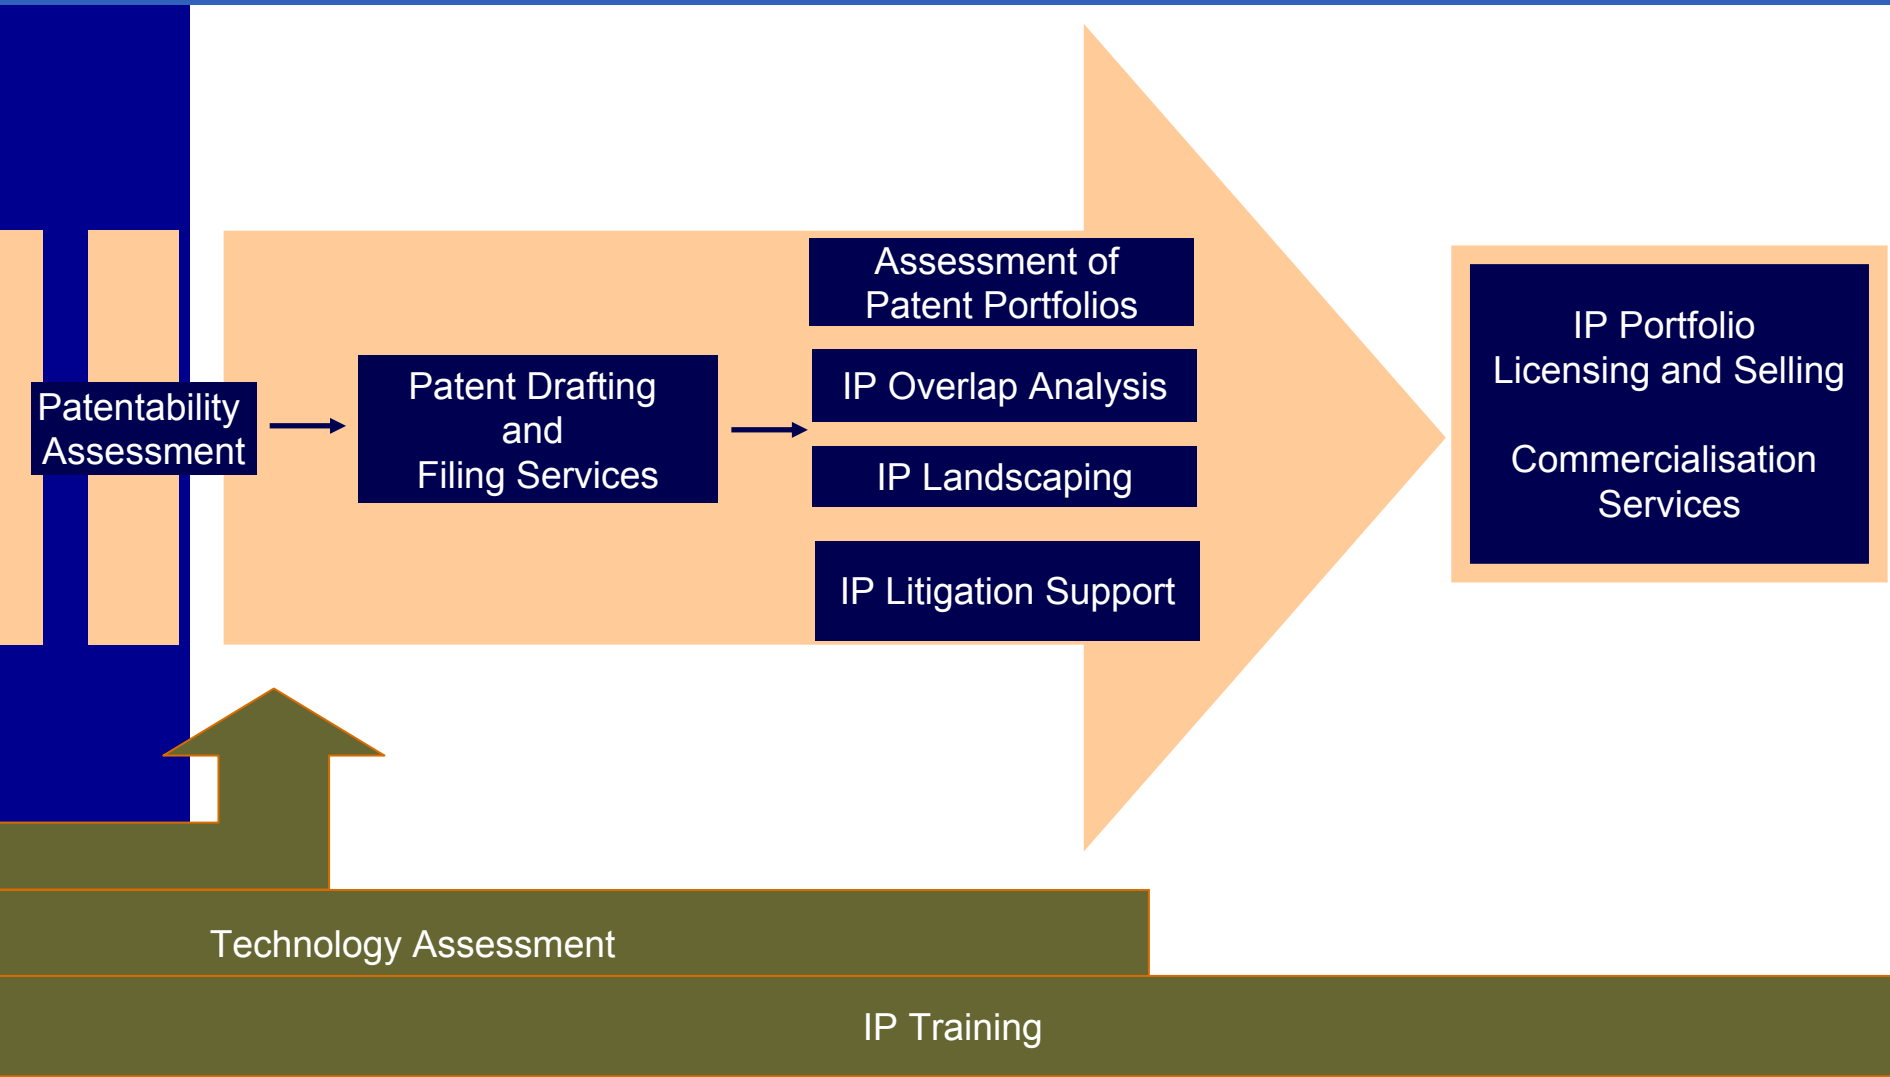 Patentability
Assessment
Patent Drafting
and
Filing Services
Assessment of
Patent Portfolios
IP Overlap Analysis
IP Landscaping
IP Litigation Support
IP Portfolio
Licensing and Selling
Commercialisation
Services
Technology Assessment
IP Training